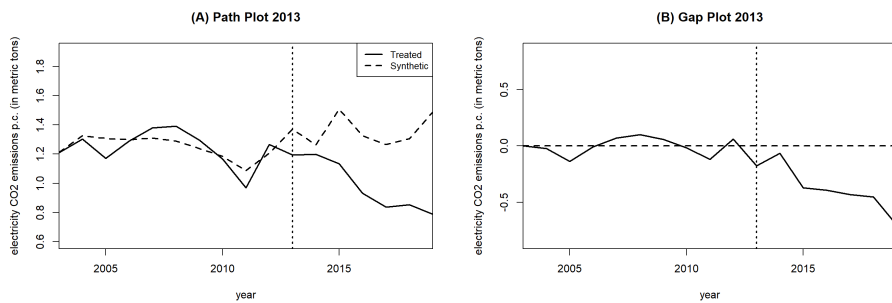 (A) Path Plot 2013
electricity CO2 emissions p.c. (in metric tons)
1.8
1.6
1.4
1.2
1.0
0.8
0.6
Treated
Synthetic
2005
2010
2015
year
(B) Gap Plot 2013
electricity CO2 emissions p.c. (in metric tons)
0.5
0.0
-0.5
2005
2010
2015
year